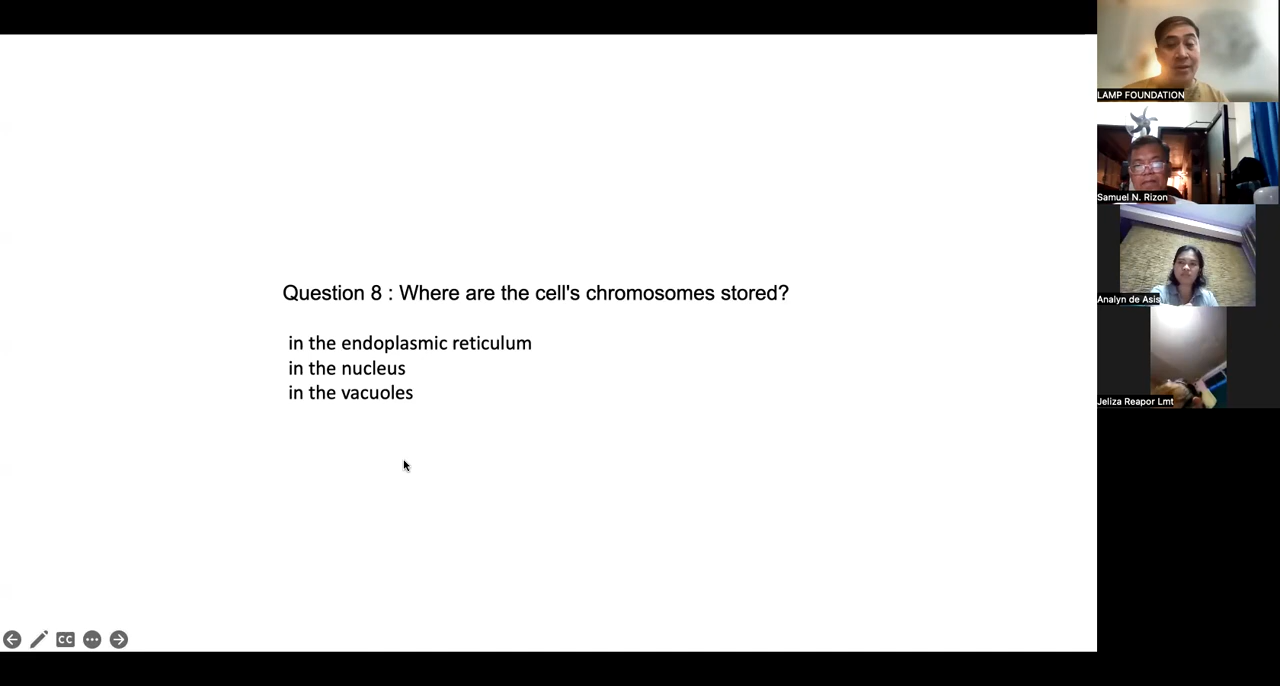 Question 8 : Where are the cell's chromosomes stored?
in the endoplasmic reticulum
in the nucleus
in the vacuoles
LAMP FOUNDATION
Samuel N. Rizon
Analyn de Asis
Jeliza Reapor Lmt
CC